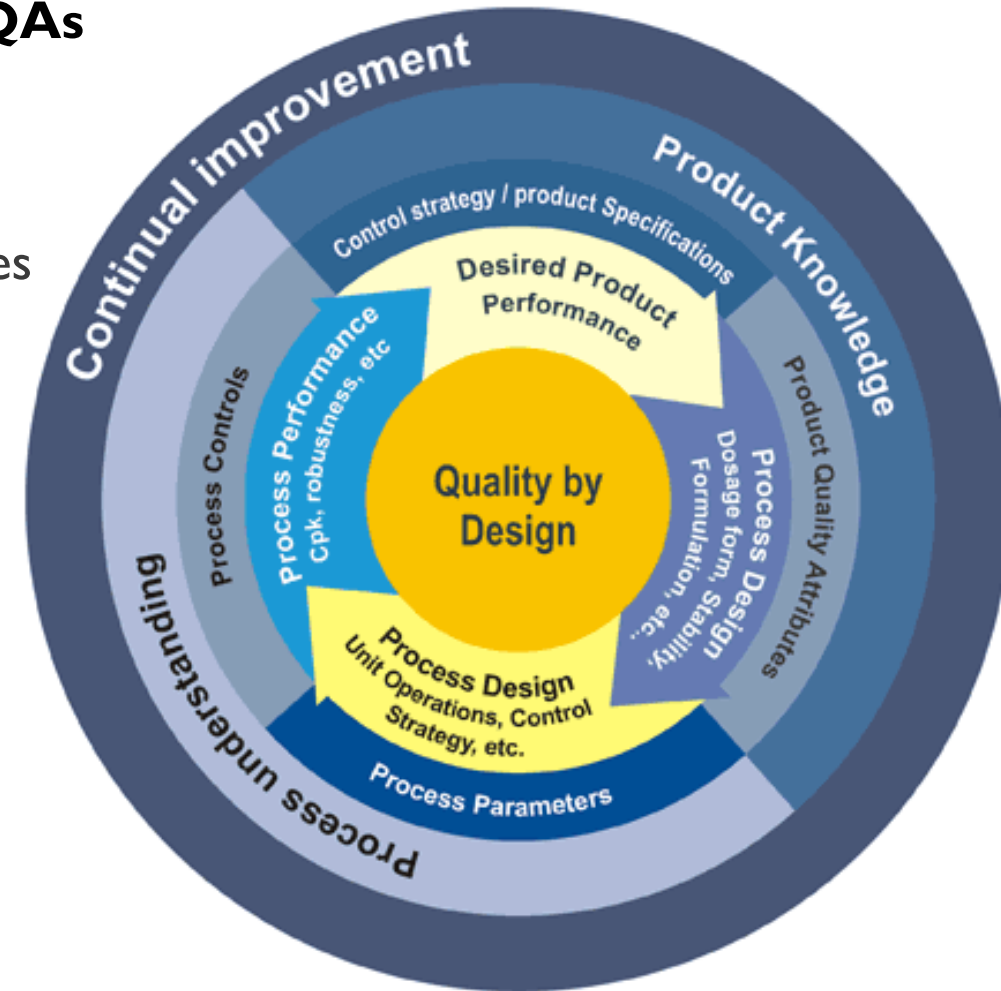 QAs
es
Continual improvement
Product Knowledge
Process understanding
Control strategy / product Specifications
Product Quality Attributes
Process Parameters
Process Controls
Desired Product
Performance
Process Design
Dosage form, Stability,
Formulation, etc..
Process Design
Unit Operations, Control
Strategy, etc.
Process Performance
Cpk, robustness, etc
Quality by
Design